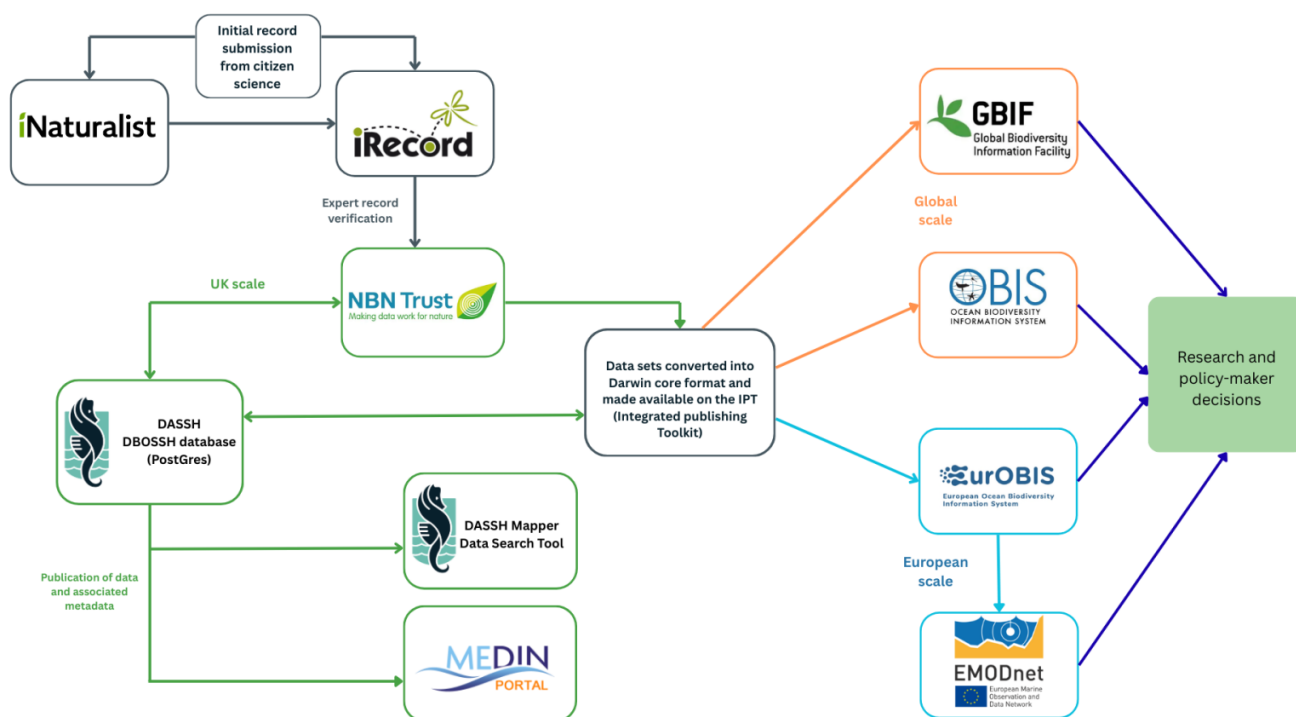 Initial record
submission
from citizen
science
iNaturalist
iRecord
Expert record
verification
UK scale
NBN Trust
Making data work for nature
DASSH
DBOSSH database
(PostGres)
Data sets converted into
Darwin core format and
made available on the IPT
(Integrated publishing
Toolkit)
DASSH Mapper
Data Search Tool
Publication of data
and associated
metadata
MEDIN
PORTAL
GBIF
Global Biodiversity
Information Facility
Global
scale
OBIS
OCEAN BIODIVERSITY
INFORMATION SYSTEM
EurOBIS
European Ocean Biodiversity
Information System
European
scale
EMODnet
European Marine
Observation and
Data Network
Research and
policy-maker
decisions